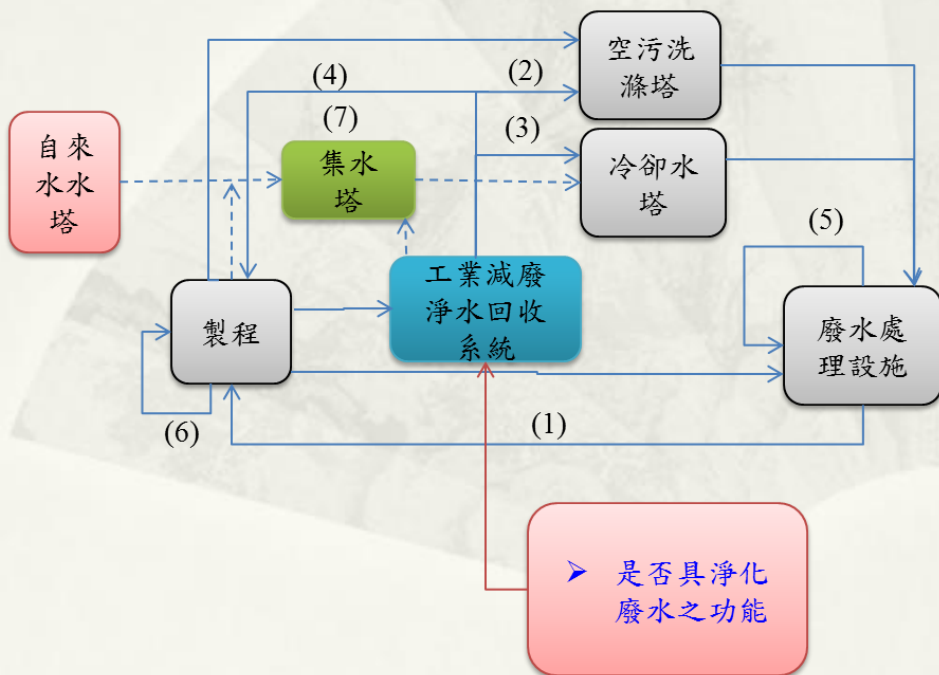 空污洗
滌塔
(4)
(2)
(7)
(3)
自來
水水
塔
集水
塔
冷卻水
塔
(5)
工業減廢
淨水回收
系統
製程
廢水處
理設施
(6)
(1)
➤ 是否具淨化
廢水之功能